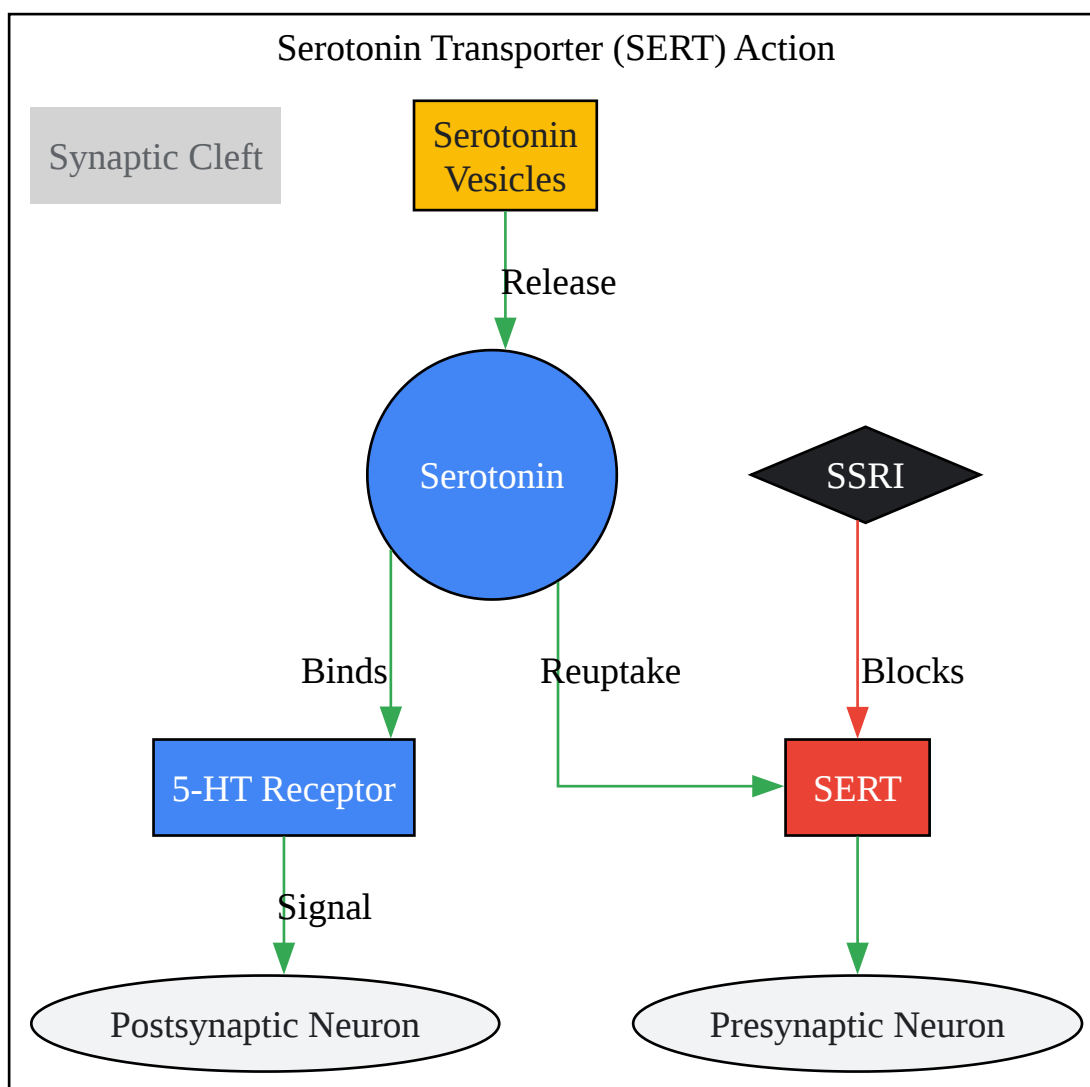 Serotonin Transporter (SERT) Action
Synaptic Cleft
Serotonin
Vesicles
Release
Serotonin
SSRI
Binds
Reuptake
Blocks
5-HT Receptor
SERT
Signal
Postsynaptic Neuron
Presynaptic Neuron